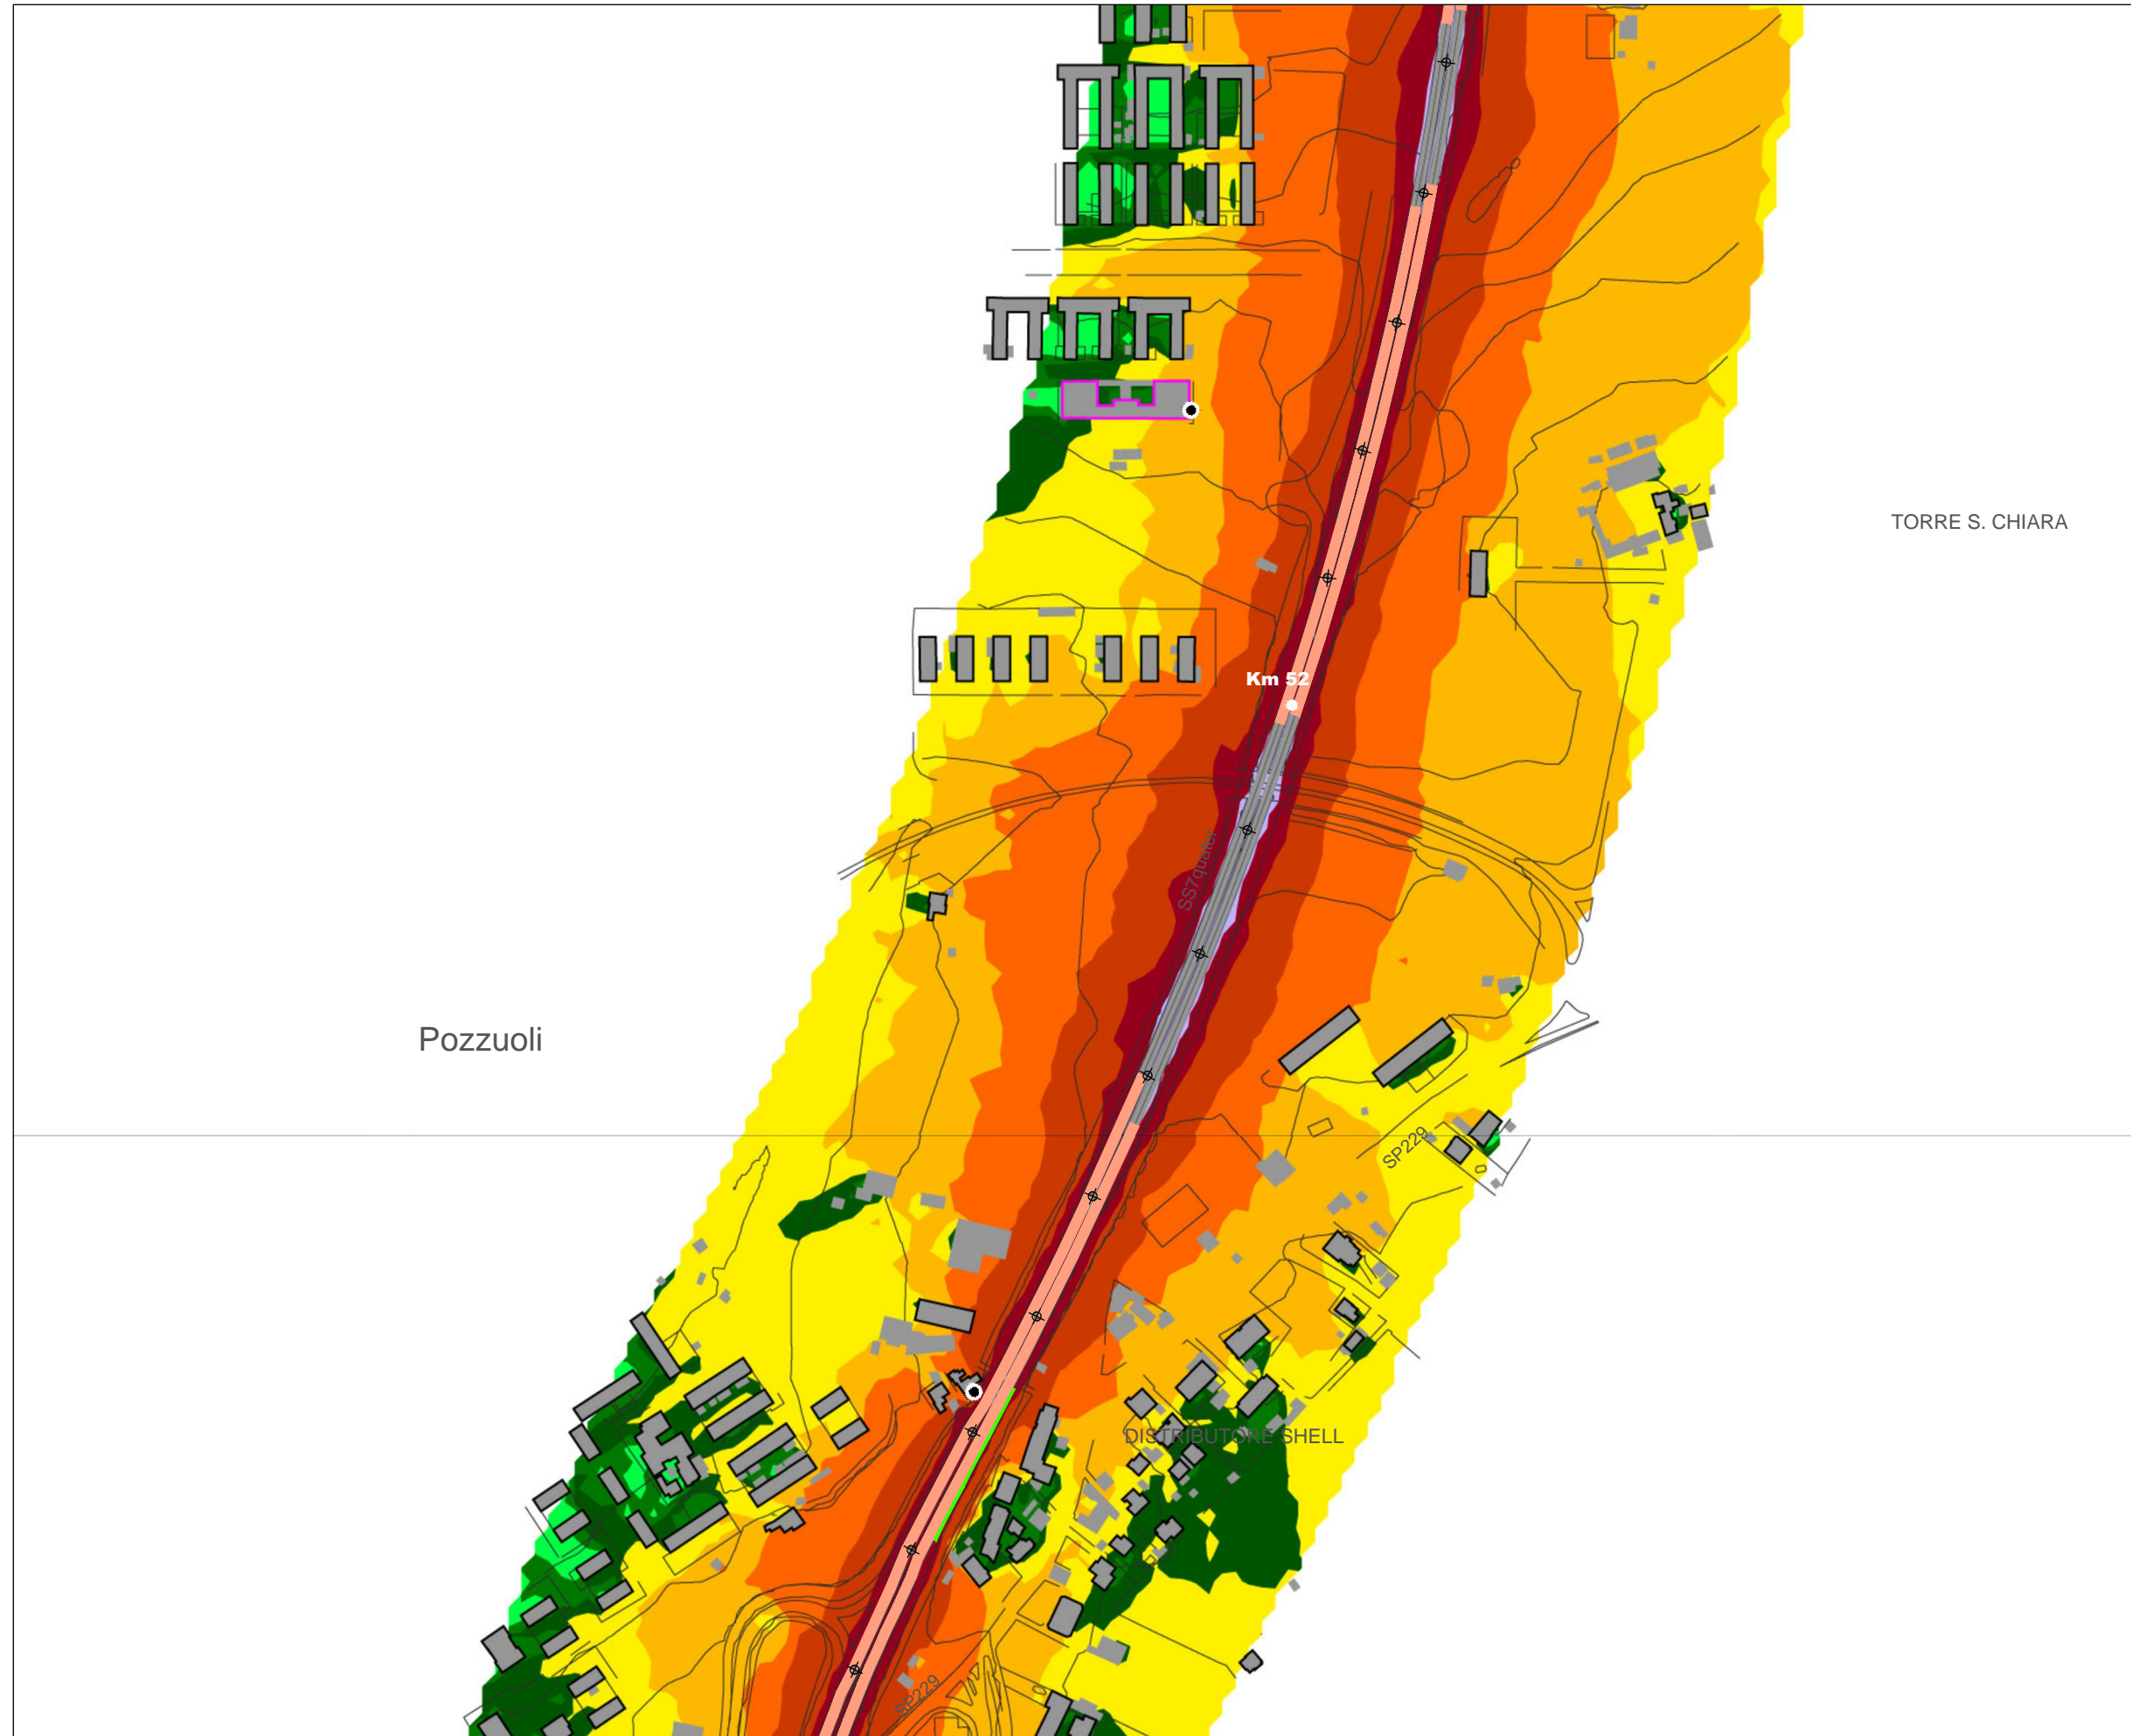 TORRE S. CHIARA
Km 52
SS7quater
Pozzuoli
SP229
DISTRIBUTORE SHELL
SP229